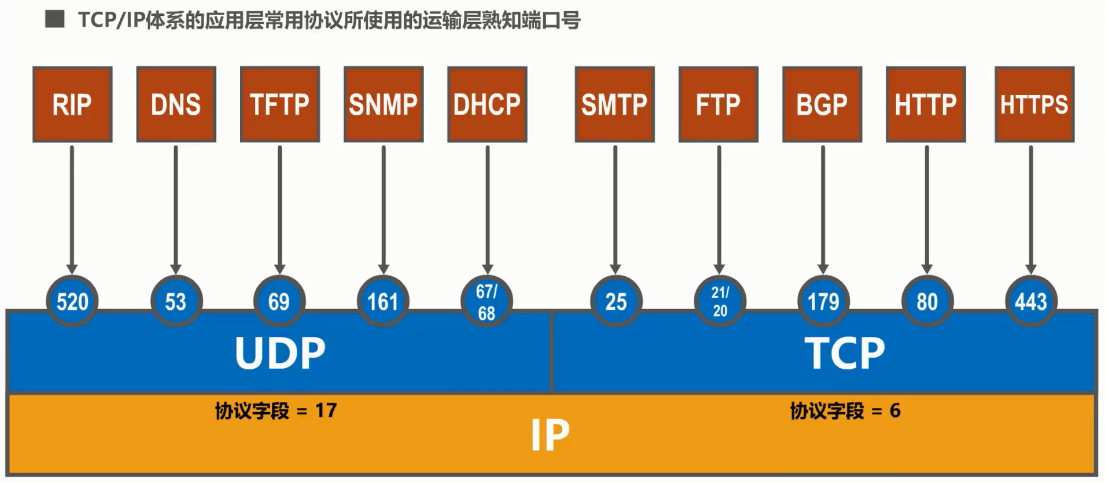 TCP/IP体系的应用层常用协议所使用的运输层熟知端口号
RIP DNS TFTP SNMP DHCP SMTP FTP BGP HTTP HTTPS
520 53 69 161 67/ 68 25 21/ 20 179 80 443
UDP TCP
协议字段 = 17 协议字段 = 6
IP